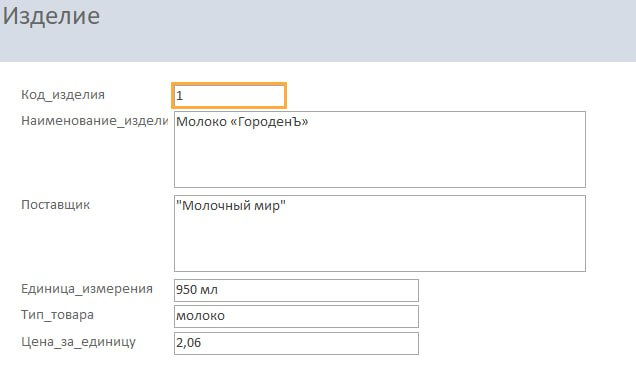 Изделие
Код_изделия 1
Наименование_издели Молоко «ГороденЪ»
Поставщик "Молочный мир"
Единица_измерения 950 мл
Тип_товара молоко
Цена_за_единицу 2,06